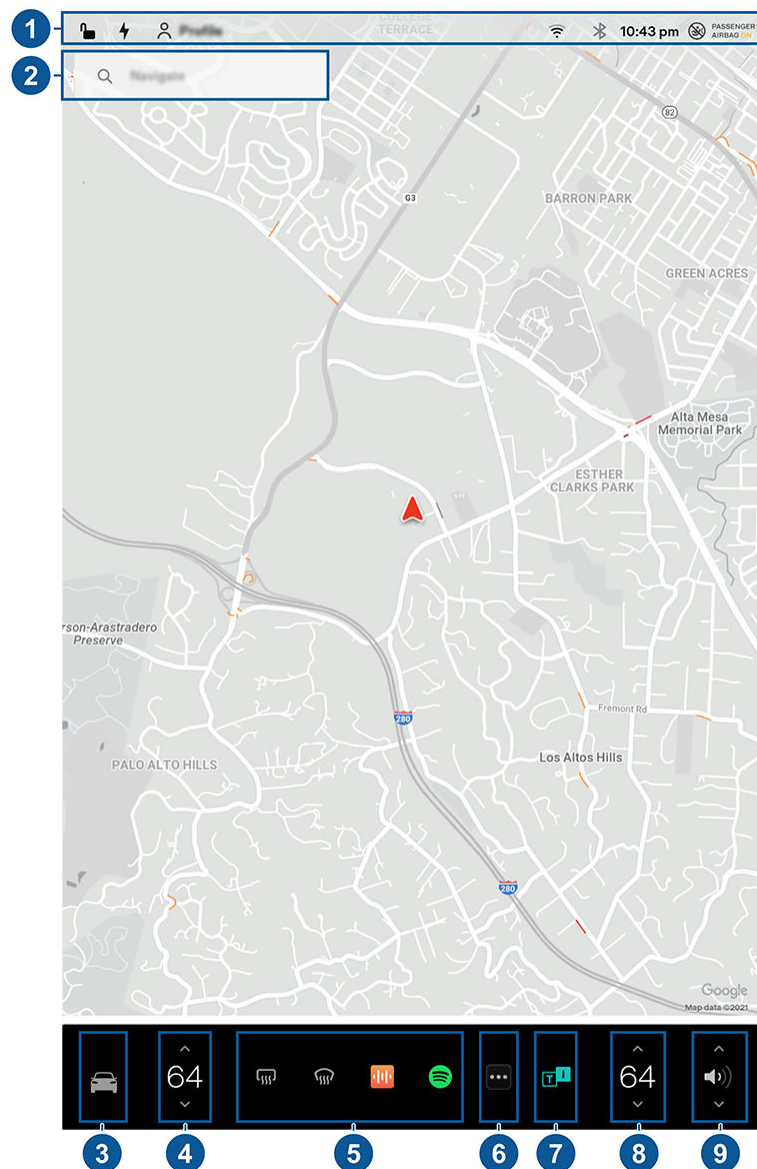 1
COLLEGE
TERRACE
Profile
10:43 pm
PASSENGER
AIRBAG ON
2
Navigate
82
G3
BARRON PARK
GREEN ACRES
Alta Mesa
Memorial Park
ESTHER
CLARKS PARK
rson-Arastradero
Preserve
280
Fremont Rd
Los Altos Hills
PALO ALTO HILLS
280
Google
Map data ©2021
64
T I
64
3
4
5
6
7
8
9